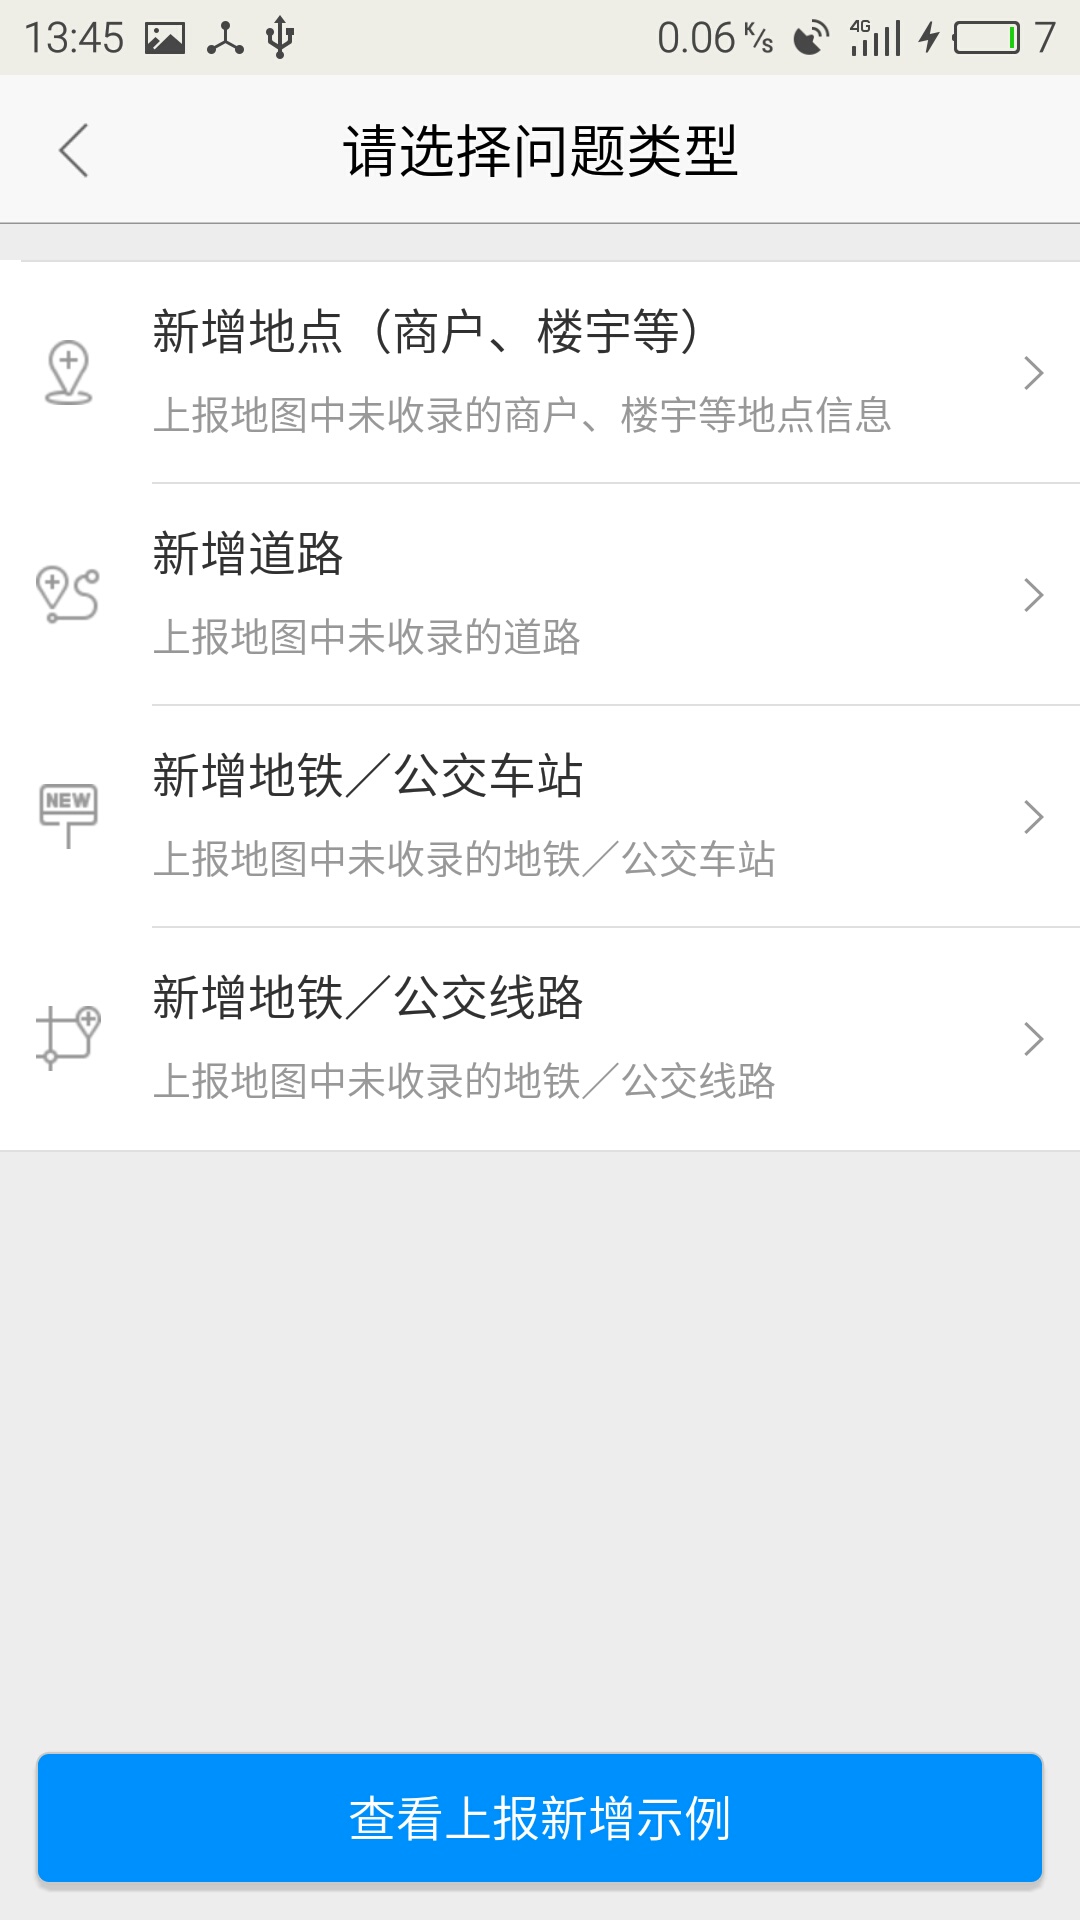 13:45 0.06 K/s 4G 7
请选择问题类型
新增地点（商户、楼宇等）
上报地图中未收录的商户、楼宇等地点信息
新增道路
上报地图中未收录的道路
新增地铁／公交车站
NEW
上报地图中未收录的地铁／公交车站
新增地铁／公交线路
上报地图中未收录的地铁／公交线路
查看上报新增示例